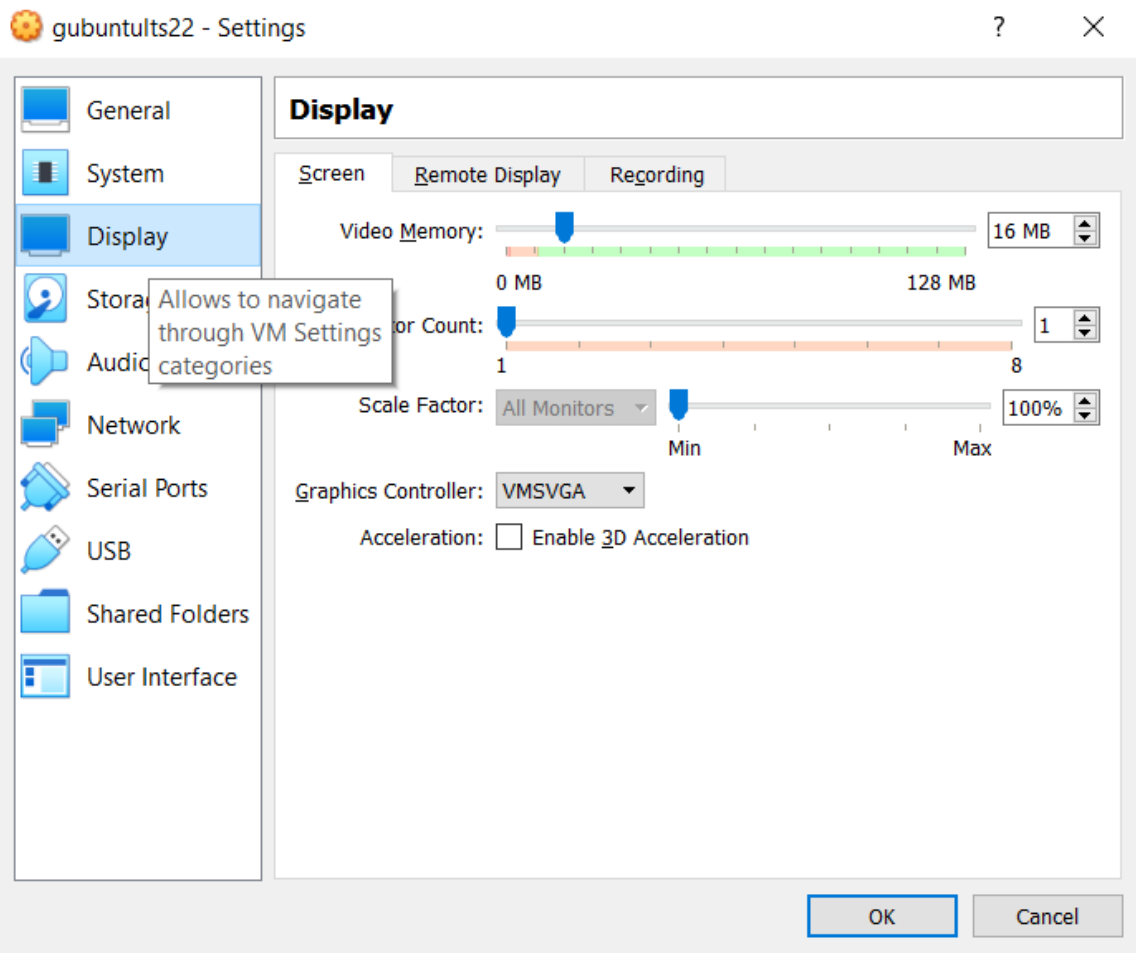 gubuntults22 - Settings
?
General
System
Display
Audio
Network
Serial Ports
USB
Shared Folders
User Interface
Allows to navigate
through VM Settings
categories
Display
Screen
Remote Display
Recording
Video Memory:
16 MB
0 MB
128 MB
Count:
1
1
8
Scale Factor:
All Monitors
100%
Min
Max
Graphics Controller:
VMSVGA
Acceleration:
Enable 3D Acceleration
OK
Cancel